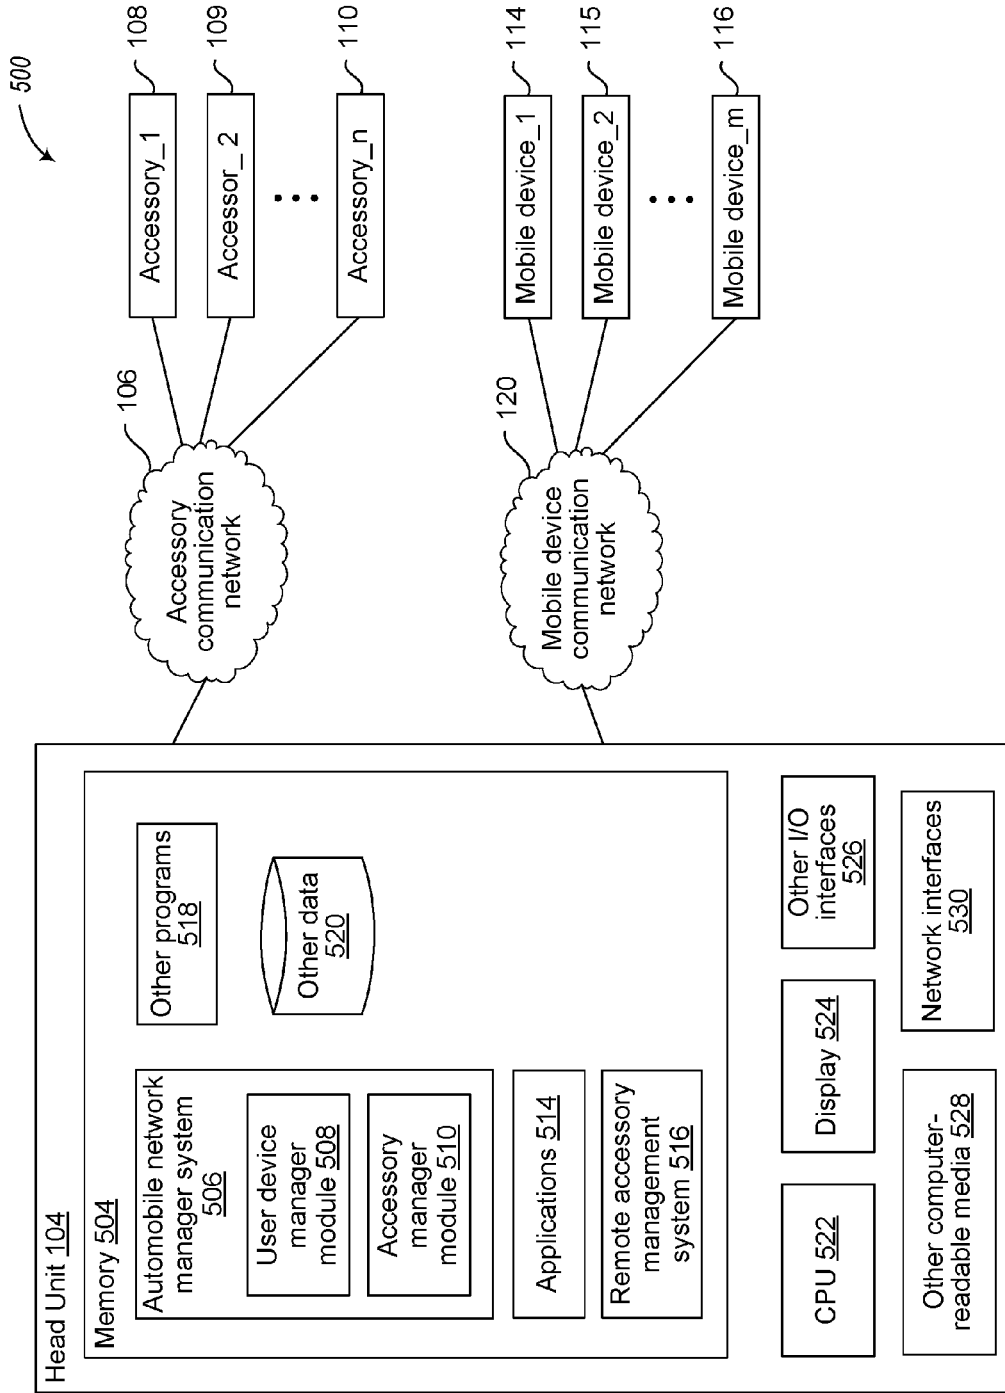 500
Head Unit 104
Memory 504
Automobile network
manager system
506
User device
manager
module 508
Accessory
manager
module 510
Applications 514
Remote accessory
management
system 516
Other programs
518
Other data
520
CPU 522
Display 524
Other I/O
interfaces
526
Other computer-
readable media 528
Network interfaces
530
106
Accessory
communication
network
Accessory_1
108
Accessor_2
109
Accessory_n
110
120
Mobile device
communication
network
Mobile device_1
114
Mobile device_2
115
Mobile device_m
116